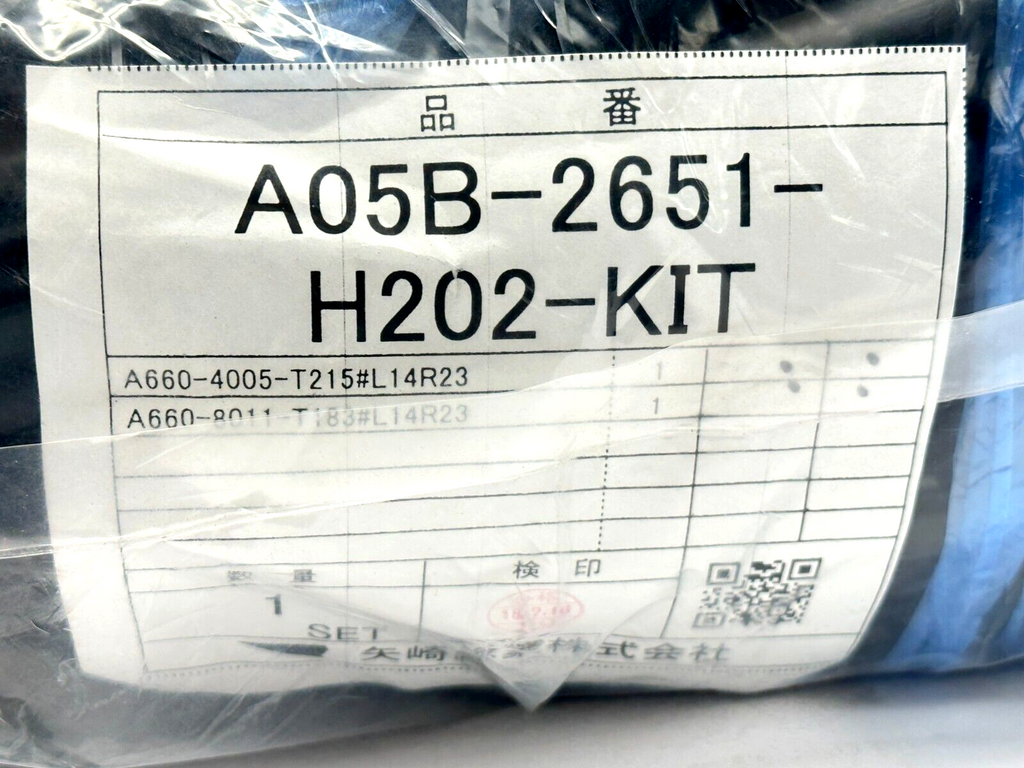 品 番
A05B-2651-
H202-KIT
A660-4005-T215#L14R23 1
A660-8011-T183#L14R23 1
数 量 検 印
1
SET
矢崎 株式会社